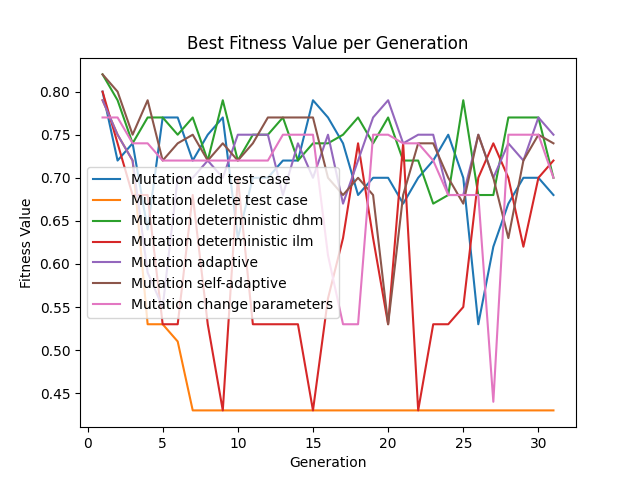 Best Fitness Value per Generation
0.80
0.75
0.70
0.65
0.60
0.55
0.50
0.45
Fitness Value
Mutation add test case
Mutation delete test case
Mutation deterministic dhm
Mutation deterministic ilm
Mutation adaptive
Mutation self-adaptive
Mutation change parameters
0 5 10 15 20 25 30
Generation